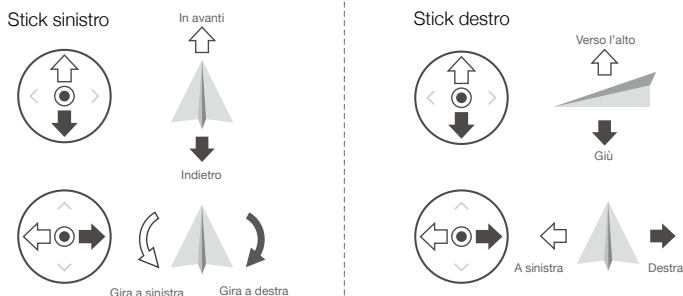 Stick sinistro
In avanti
Indietro
Gira a sinistra
Gira a destra
Stick destro
Verso l'alto
Giù
A sinistra
Destra